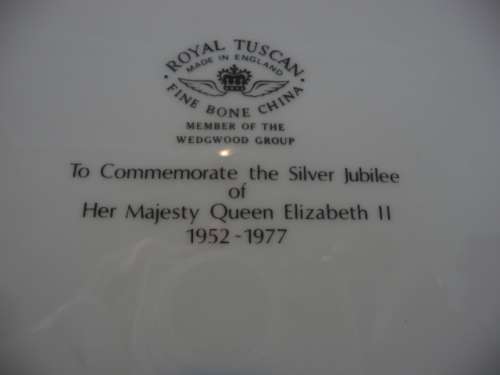 ROYAL TUSCAN
MADE IN ENGLAND
FINE BONE CHINA
MEMBER OF THE
WEDGWOOD GROUP
To Commemorate the Silver Jubilee
of
Her Majesty Queen Elizabeth II
1952-1977